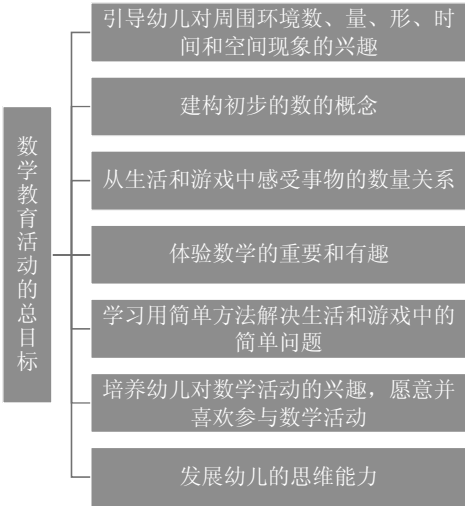 数学教育活动的总目标
引导幼儿对周围环境数、量、形、时
间和空间现象的兴趣
建构初步的数的概念
从生活和游戏中感受事物的数量关系
体验数学的重要和有趣
学习用简单方法解决生活和游戏中的
简单问题
培养幼儿对数学活动的兴趣，愿意并
喜欢参与数学活动
发展幼儿的思维能力